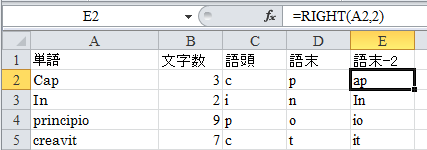 E2 fx =RIGHT(A2,2)
A B C D E
1 単語 文字数 語頭 語末 語末-2
2 Cap 3 c p ap
3 In 2 i n In
4 principio 9 p o io
5 creavit 7 c t it